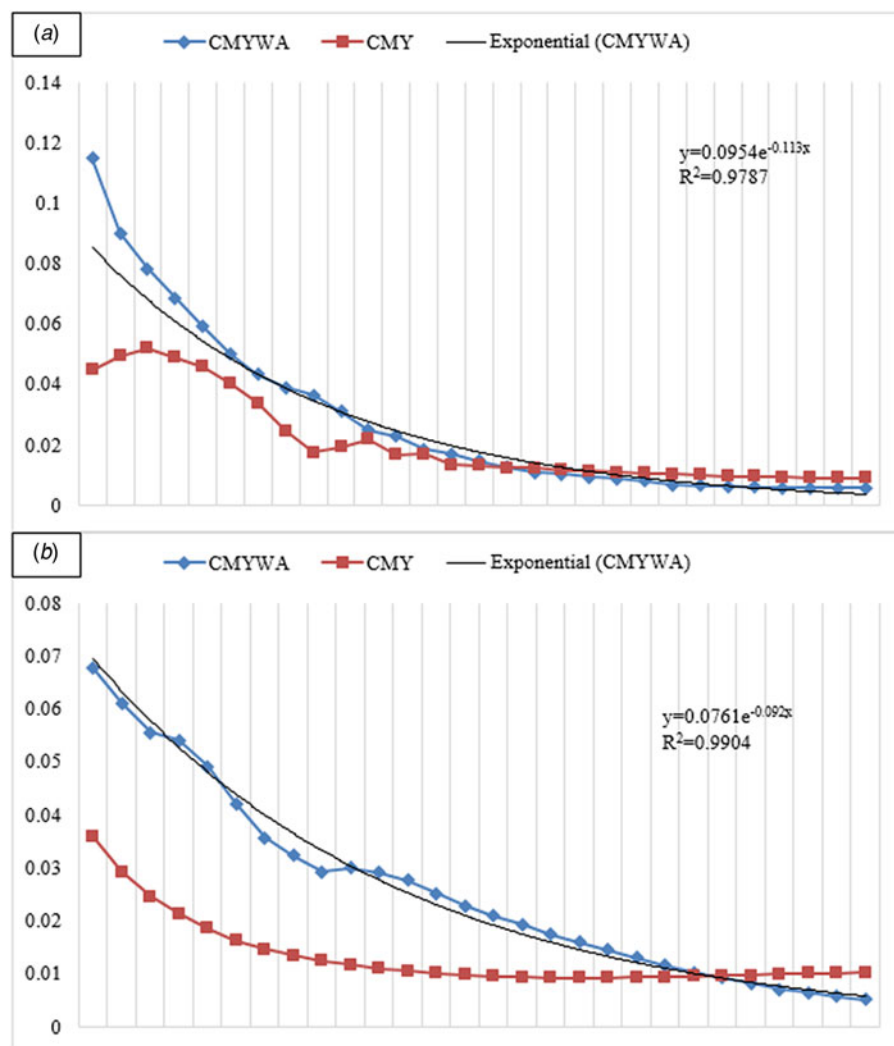 (a)
CMYWA CMY Exponential (CMYWA)
0.14
0.12
0.1
0.08
0.06
0.04
0.02
0
y=0.0954e-0.113x
R2=0.9787
(b)
CMYWA CMY Exponential (CMYWA)
0.08
0.07
0.06
0.05
0.04
0.03
0.02
0.01
0
y=0.0761e-0.092x
R2=0.9904